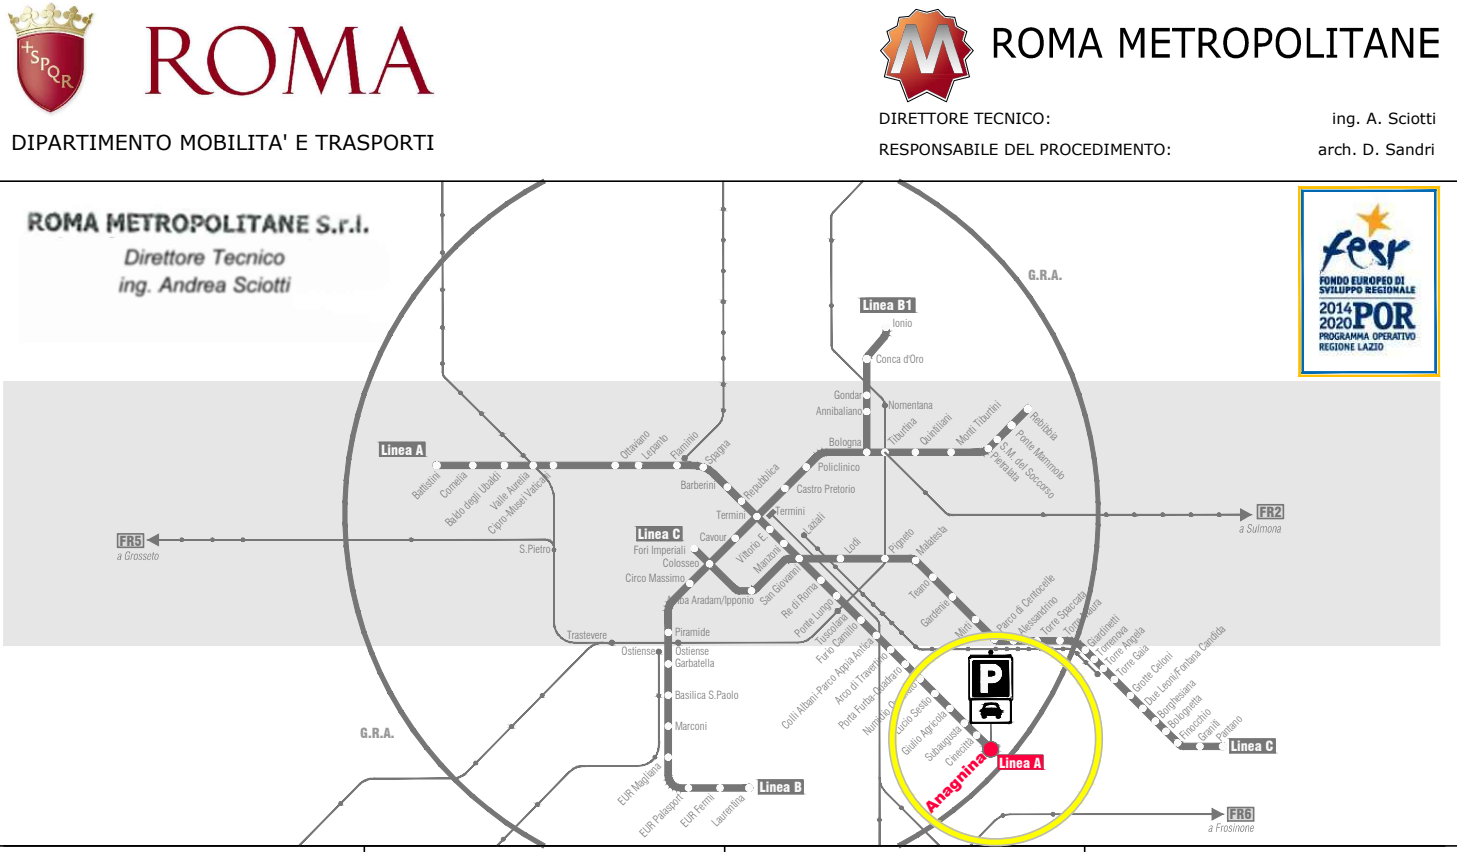 SPQR
ROMA
DIPARTIMENTO MOBILITA' E TRASPORTI
M
ROMA METROPOLITANE
DIRETTORE TECNICO: ing. A. Sciotti
RESPONSABILE DEL PROCEDIMENTO: arch. D. Sandri
ROMA METROPOLITANE S.r.l.
Direttore Tecnico
ing. Andrea Sciotti
fesr
FONDO EUROPEO DI
SVILUPPO REGIONALE
2014
2020 POR
PROGRAMMA OPERATIVO
REGIONE LAZIO
G.R.A.
Linea B1
Ionio
Conca d'Oro
Gondar
Annibaliano
Nomentana
Bologna
Tiburtina
Quintiliani
Monti Tiburtini
Pietralata
S.M. del Soccorso
Ponte Mammolo
Rebibbia
Linea A
Battistini
Cornelia
Baldo degli Ubaldi
Valle Aurelia
Cipro-Musei Vaticani
Ottaviano
Lepanto
Flaminio
Spagna
Barberini
Repubblica
Policlinico
Castro Pretorio
Termini
Termini
Laziali
FR5
a Grosseto
FR2
a Sulmona
S.Pietro
Linea C
Fori Imperiali
Colosseo
Cavour
Vittorio E.
Manzoni
Circo Massimo
Amba Aradam/Ipponio
San Giovanni
Lodi
Pigneto
Malatesta
Re di Roma
Ponte Lungo
Tuscolana
Furio Camillo
Colli Albani-Parco Appia Antica
Arco di Travertino
Porta Furba-Quadraro
Lucio Sestio
Giulio Agricola
Subaugusta
Cinecittà
Anagnina
Linea A
P
Teano
Gardenie
Mirti
Parco di Centocelle
Alessandrino
Torre Spaccata
Torre Maura
Giardinetti
Torrenova
Torre Angela
Torre Gaia
Grotte Celoni
Due Leoni/Fontana Candida
Borghesiana
Bolognetta
Finocchio
Graniti
Pantano
Linea C
Trastevere
Ostiense
Piramide
Ostiense
Garbatella
Basilica S.Paolo
Marconi
EUR Magliana
EUR Palasport
EUR Fermi
Laurentina
Linea B
G.R.A.
FR6
a Frosinone